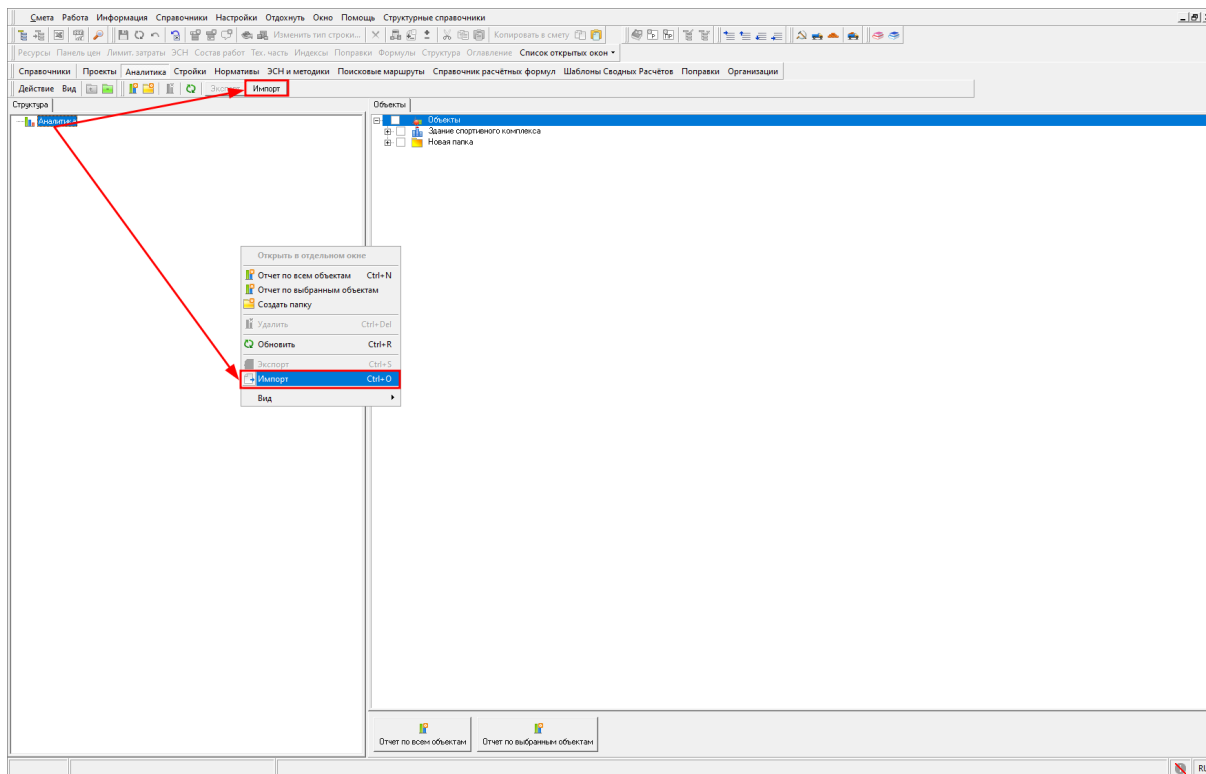 Смета Работа Информация Справочники Настройки Отдохнуть Окно Помощь Структурные справочники
Изменить тип строки... Копировать в смету
Ресурсы Панель цен Лимит. затраты ЭСН Состав работ Тех. часть Индексы Поправки Формулы Структура Оглавление Список открытых окон
Справочники Проекты Аналитика Стройки Нормативы ЭСН и методики Поисковые маршруты Справочник расчётных формул Шаблоны Сводных Расчётов Поправки Организации
Действие Вид Экспорт Импорт
Структура
Объекты
Аналитика
Объекты
Здание спортивного комплекса
Новая папка
Открыть в отдельном окне
Отчет по всем объектам Ctrl+N
Отчет по выбранным объектам
Создать папку
Удалить Ctrl+Del
Обновить Ctrl+R
Экспорт Ctrl+S
Импорт Ctrl+O
Вид
Отчет по всем объектам
Отчет по выбранным объектам